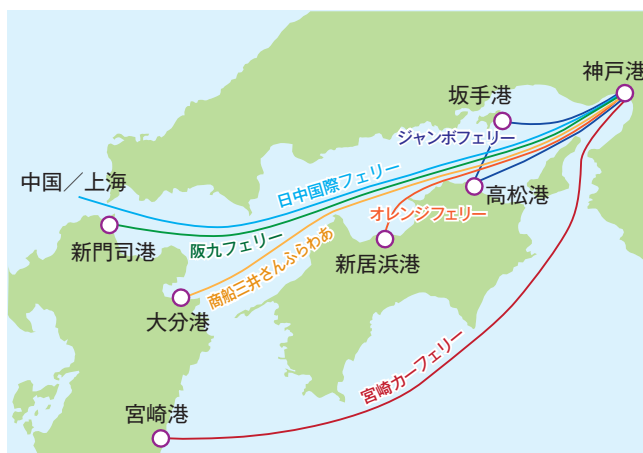 神戸港
坂手港
ジャンボフェリー
日中国際フェリー
中国／上海
高松港
オレンジフェリー
阪九フェリー
新門司港
商船三井さんふらわあ
新居浜港
大分港
宮崎カーフェリー
宮崎港